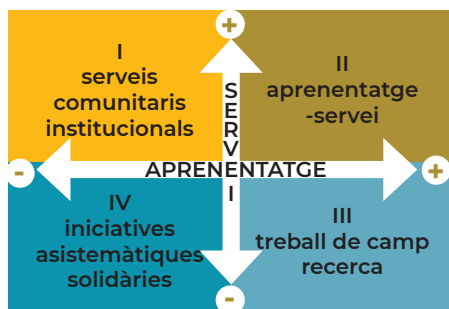 +
I
serveis
comunitaris
institucionals
II
aprenentatge
-servei
SERVEI
-
APRENENTATGE
+
IV
iniciatives
asistemàtiques
solidàries
III
treball de camp
recerca
-